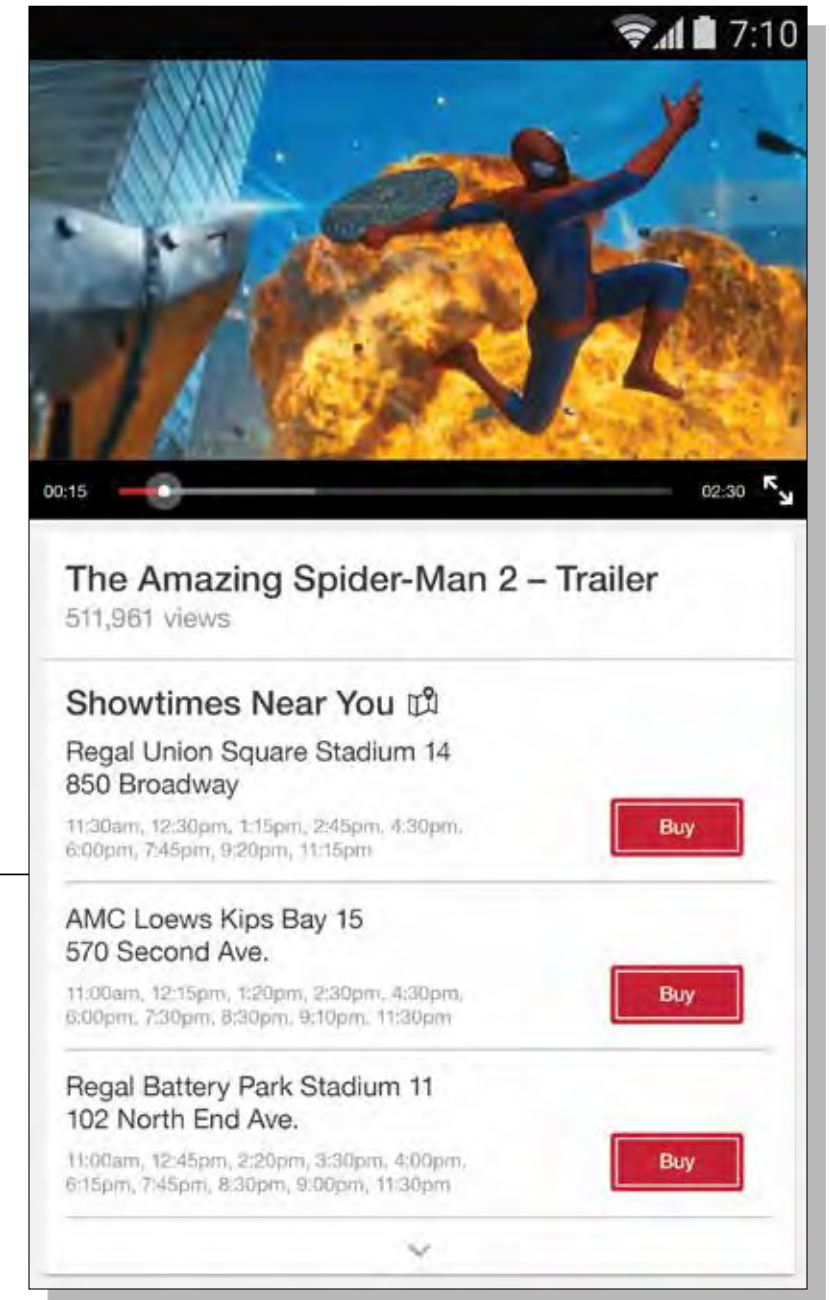 7:10
00:15 02:30
The Amazing Spider-Man 2 – Trailer
511,961 views
Showtimes Near You
Regal Union Square Stadium 14
850 Broadway
11:30am, 12:30pm, 1:15pm, 2:45pm, 4:30pm,
6:00pm, 7:45pm, 9:20pm, 11:15pm
Buy
AMC Loews Kips Bay 15
570 Second Ave.
11:00am, 12:15pm, 1:20pm, 2:30pm, 4:30pm,
6:00pm, 7:30pm, 8:30pm, 9:10pm, 11:30pm
Buy
Regal Battery Park Stadium 11
102 North End Ave.
11:00am, 12:45pm, 2:20pm, 3:30pm, 4:00pm,
6:15pm, 7:45pm, 8:30pm, 9:00pm, 11:30pm
Buy